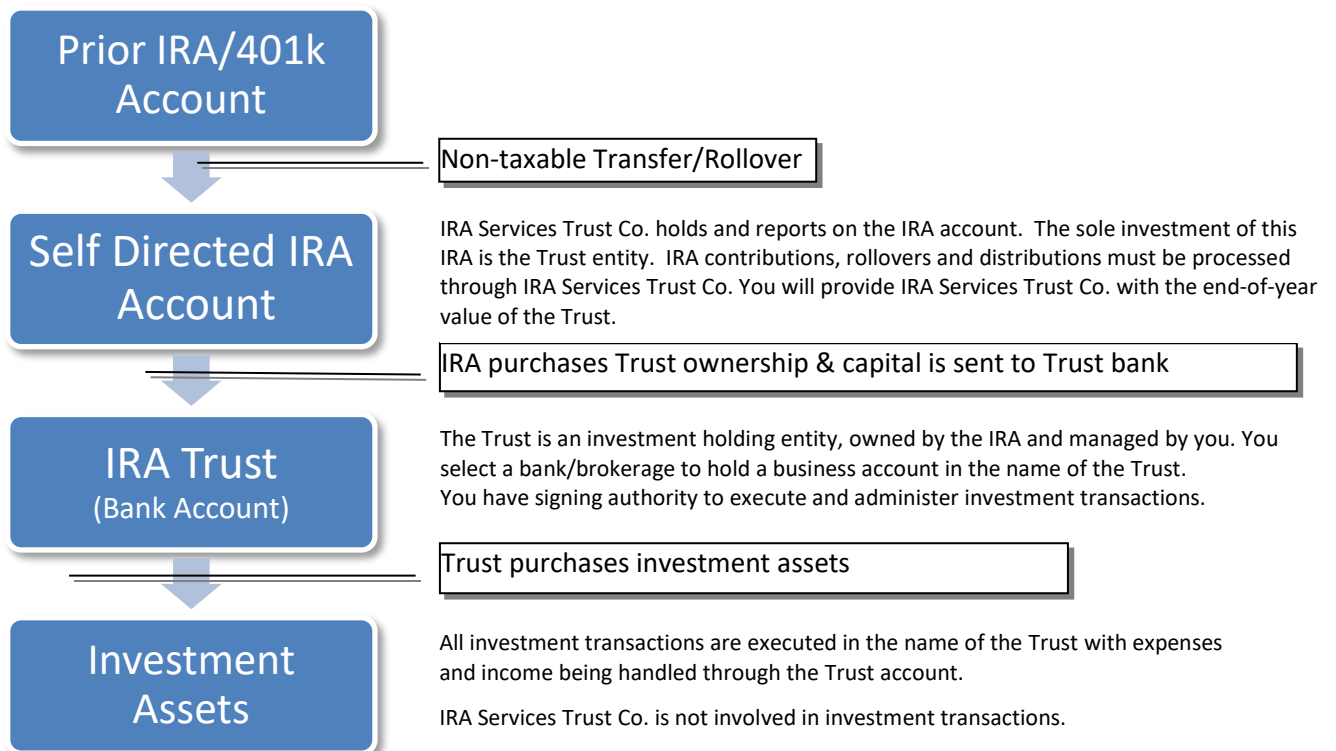 Prior IRA/401k
Account
Non-taxable Transfer/Rollover
Self Directed IRA
Account
IRA Services Trust Co. holds and reports on the IRA account.  The sole investment of this
IRA is the Trust entity.  IRA contributions, rollovers and distributions must be processed
through IRA Services Trust Co. You will provide IRA Services Trust Co. with the end-of-year
value of the Trust.
IRA purchases Trust ownership & capital is sent to Trust bank
IRA Trust
(Bank Account)
The Trust is an investment holding entity, owned by the IRA and managed by you. You
select a bank/brokerage to hold a business account in the name of the Trust.
You have signing authority to execute and administer investment transactions.
Trust purchases investment assets
Investment
Assets
All investment transactions are executed in the name of the Trust with expenses
and income being handled through the Trust account.
IRA Services Trust Co. is not involved in investment transactions.